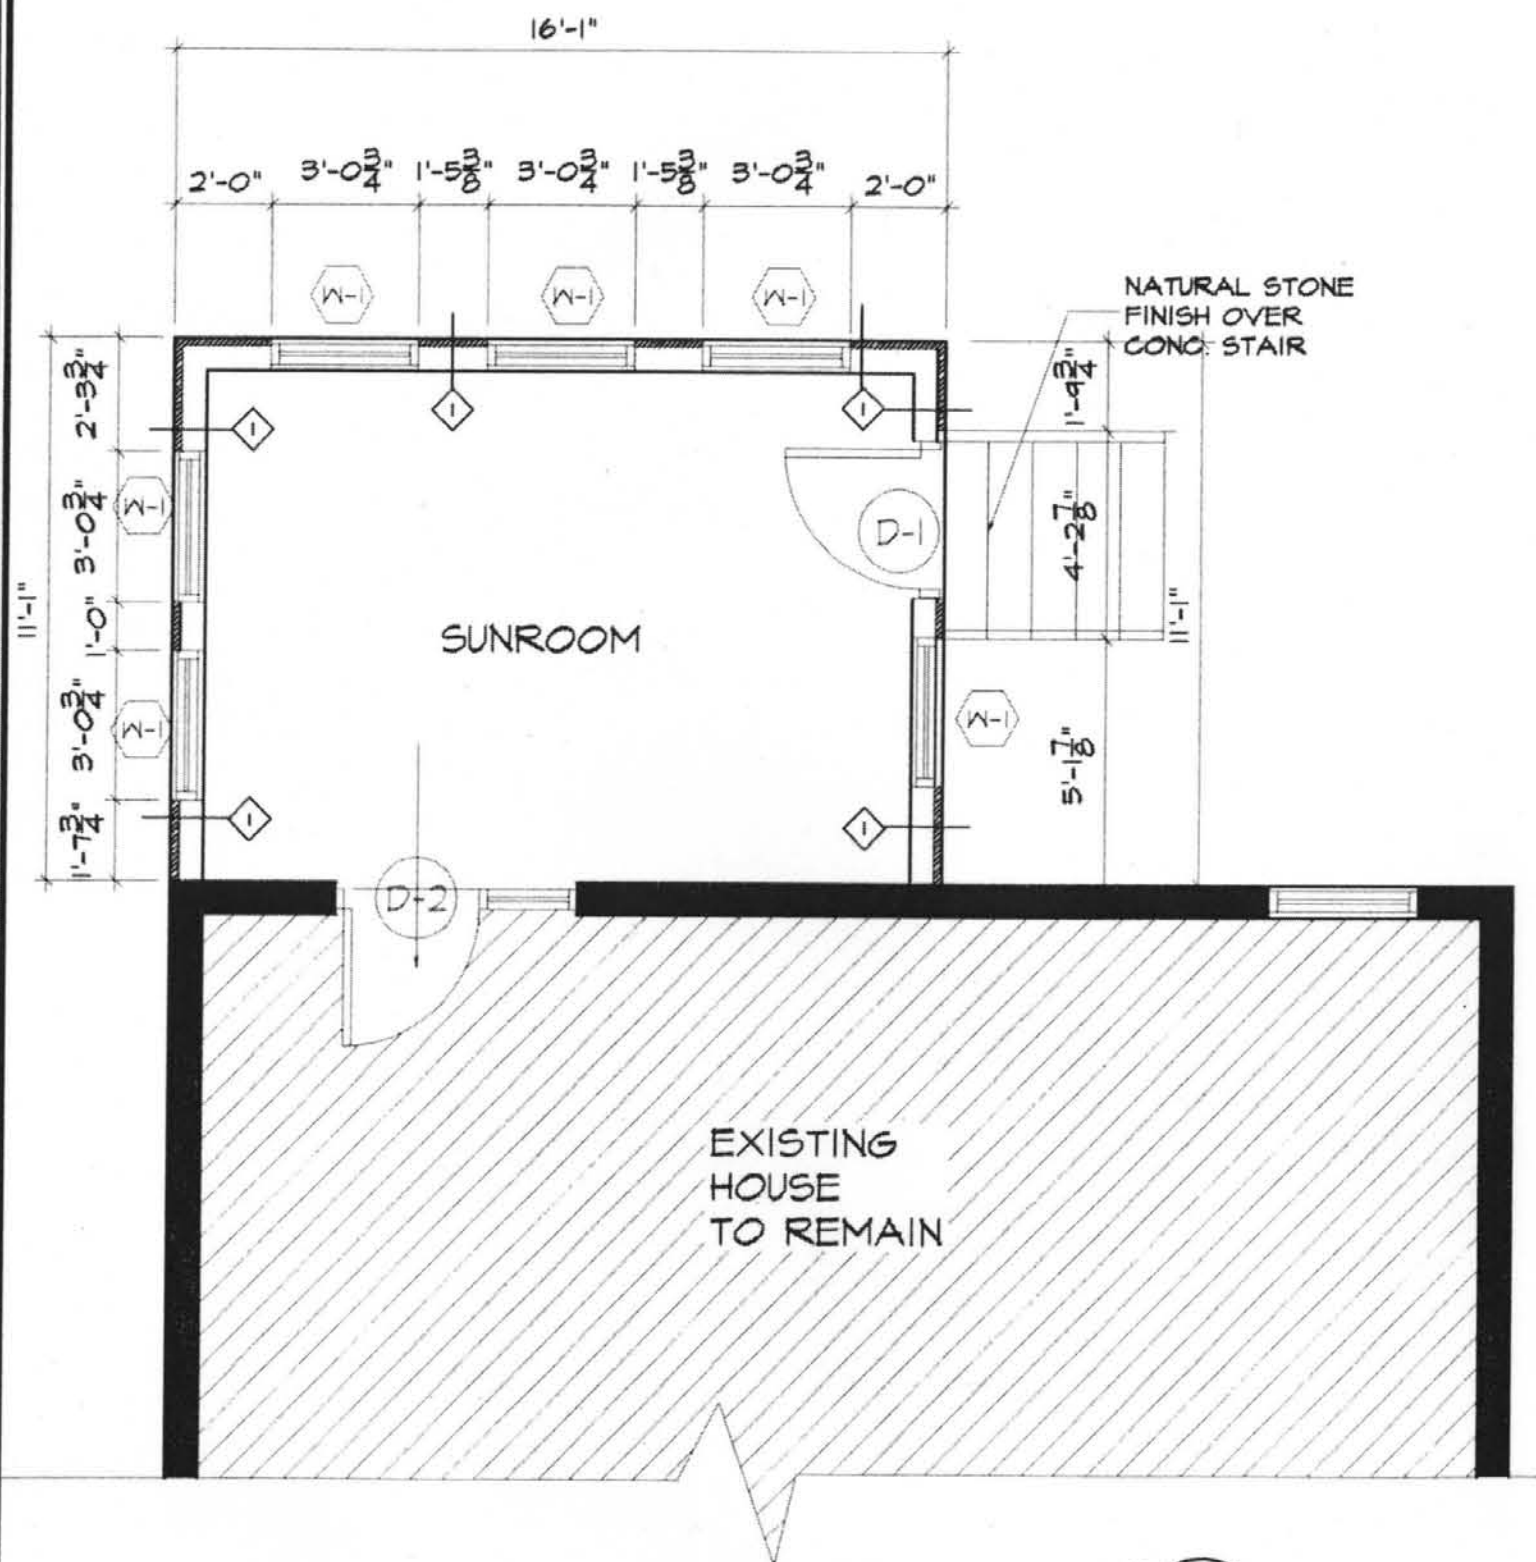 16'-1"
2'-0" 3'-0 3/4" 1'-5 3/8" 3'-0 3/4" 1'-5 3/8" 3'-0 3/4" 2'-0"
W-1 W-1 W-1
NATURAL STONE
FINISH OVER
CONC. STAIR
2'-3 3/4"
3'-0 3/4"
1'-0"
3'-0 3/4"
1'-7 3/4"
11'-1"
W-1
W-1
1
1
1
1
1
1'-9 3/4"
4'-2 7/8"
5'-1 7/8"
11'-1"
D-1
SUNROOM
W-1
D-2
EXISTING
HOUSE
TO REMAIN